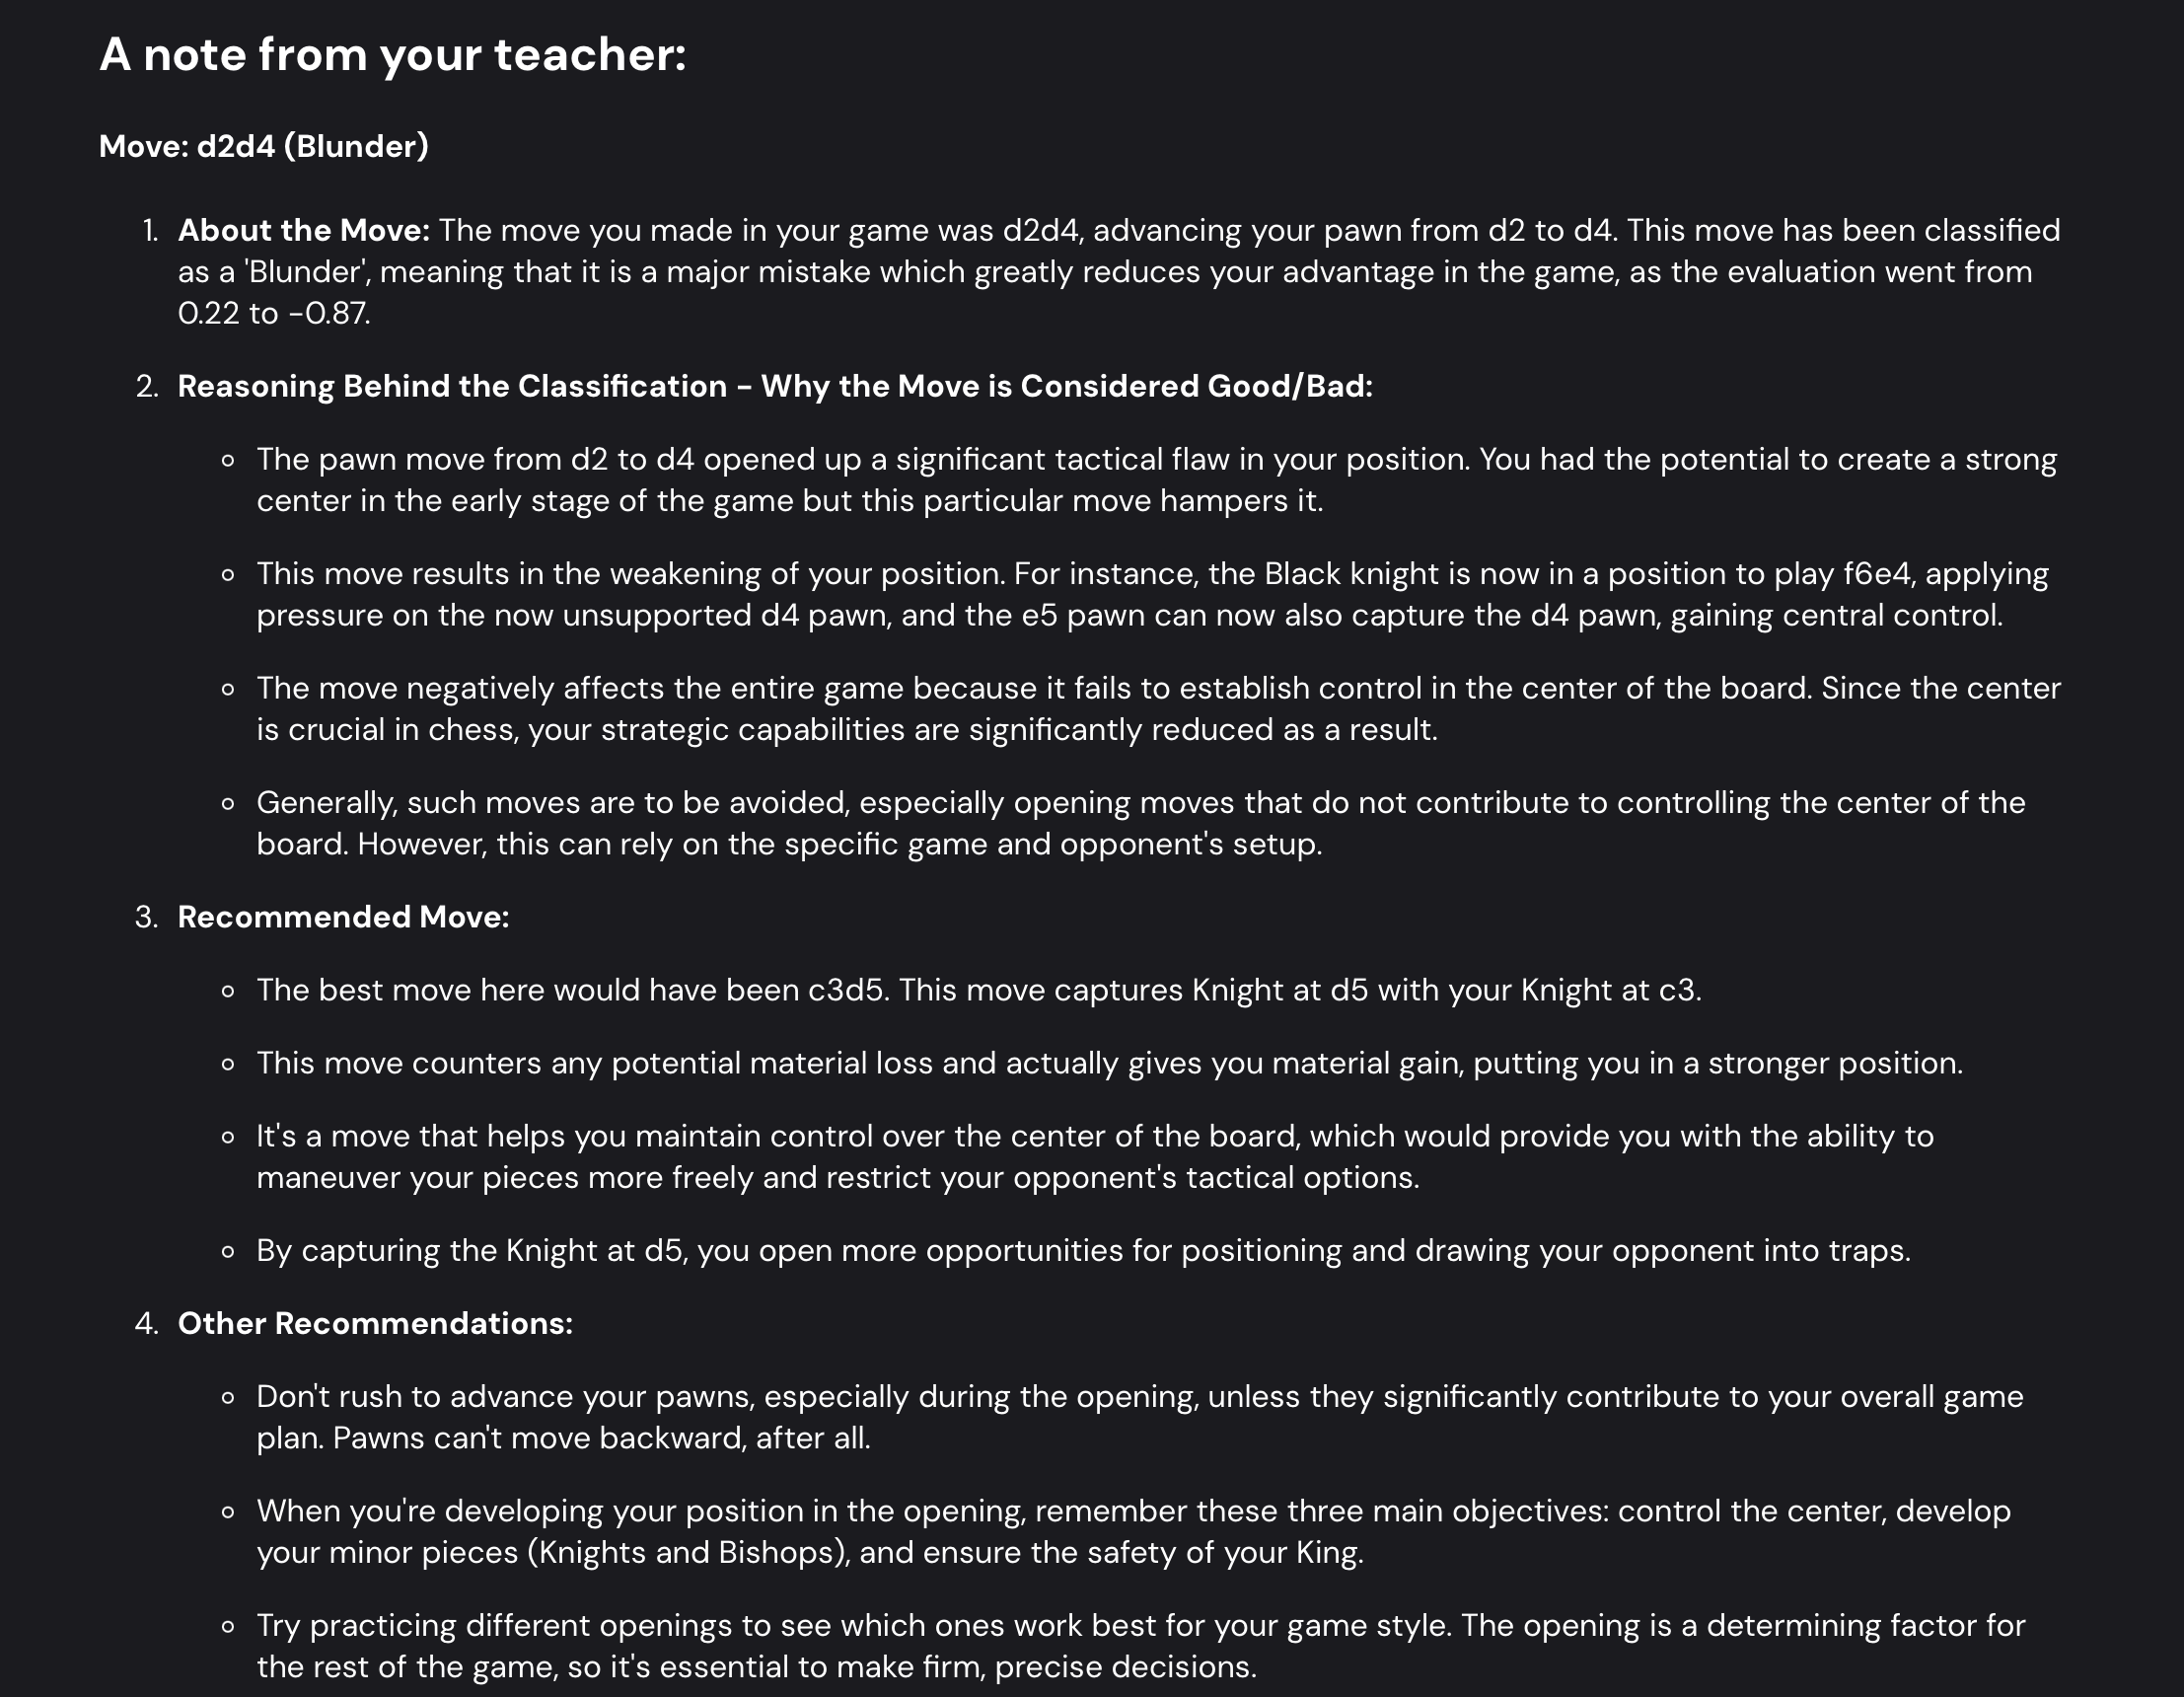 A note from your teacher:
Move: d2d4 (Blunder)
1. About the Move: The move you made in your game was d2d4, advancing your pawn from d2 to d4. This move has been classified
as a 'Blunder', meaning that it is a major mistake which greatly reduces your advantage in the game, as the evaluation went from
0.22 to -0.87.
2. Reasoning Behind the Classification - Why the Move is Considered Good/Bad:
○ The pawn move from d2 to d4 opened up a significant tactical flaw in your position. You had the potential to create a strong
center in the early stage of the game but this particular move hampers it.
○ This move results in the weakening of your position. For instance, the Black knight is now in a position to play f6e4, applying
pressure on the now unsupported d4 pawn, and the e5 pawn can now also capture the d4 pawn, gaining central control.
○ The move negatively affects the entire game because it fails to establish control in the center of the board. Since the center
is crucial in chess, your strategic capabilities are significantly reduced as a result.
○ Generally, such moves are to be avoided, especially opening moves that do not contribute to controlling the center of the
board. However, this can rely on the specific game and opponent's setup.
3. Recommended Move:
○ The best move here would have been c3d5. This move captures Knight at d5 with your Knight at c3.
○ This move counters any potential material loss and actually gives you material gain, putting you in a stronger position.
○ It's a move that helps you maintain control over the center of the board, which would provide you with the ability to
maneuver your pieces more freely and restrict your opponent's tactical options.
○ By capturing the Knight at d5, you open more opportunities for positioning and drawing your opponent into traps.
4. Other Recommendations:
○ Don't rush to advance your pawns, especially during the opening, unless they significantly contribute to your overall game
plan. Pawns can't move backward, after all.
○ When you're developing your position in the opening, remember these three main objectives: control the center, develop
your minor pieces (Knights and Bishops), and ensure the safety of your King.
○ Try practicing different openings to see which ones work best for your game style. The opening is a determining factor for
the rest of the game, so it's essential to make firm, precise decisions.